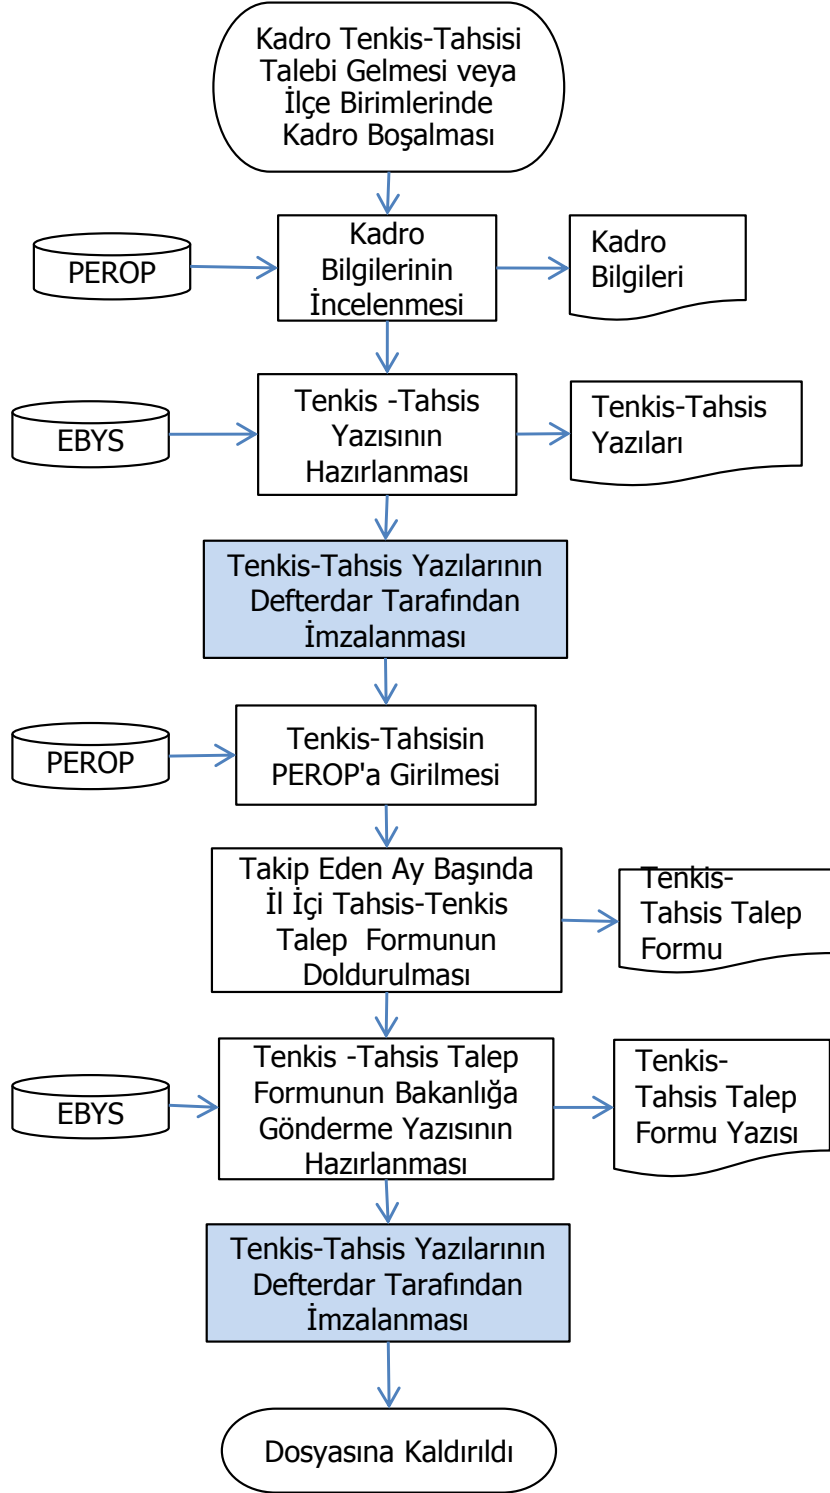 Kadro Tenkis-Tahsisi
Talebi Gelmesi veya
İlçe Birimlerinde
Kadro Boşalması
PEROP
Kadro
Bilgilerinin
İncelenmesi
Kadro
Bilgileri
EBYS
Tenkis -Tahsis
Yazısının
Hazırlanması
Tenkis-Tahsis
Yazıları
Tenkis-Tahsis Yazılarının
Defterdar Tarafından
İmzalanması
PEROP
Tenkis-Tahsisin
PEROP'a Girilmesi
Takip Eden Ay Başında
İl İçi Tahsis-Tenkis
Talep  Formunun
Doldurulması
Tenkis-
Tahsis Talep
Formu
EBYS
Tenkis -Tahsis Talep
Formunun Bakanlığa
Gönderme Yazısının
Hazırlanması
Tenkis-
Tahsis Talep
Formu Yazısı
Tenkis-Tahsis Yazılarının
Defterdar Tarafından
İmzalanması
Dosyasına Kaldırıldı